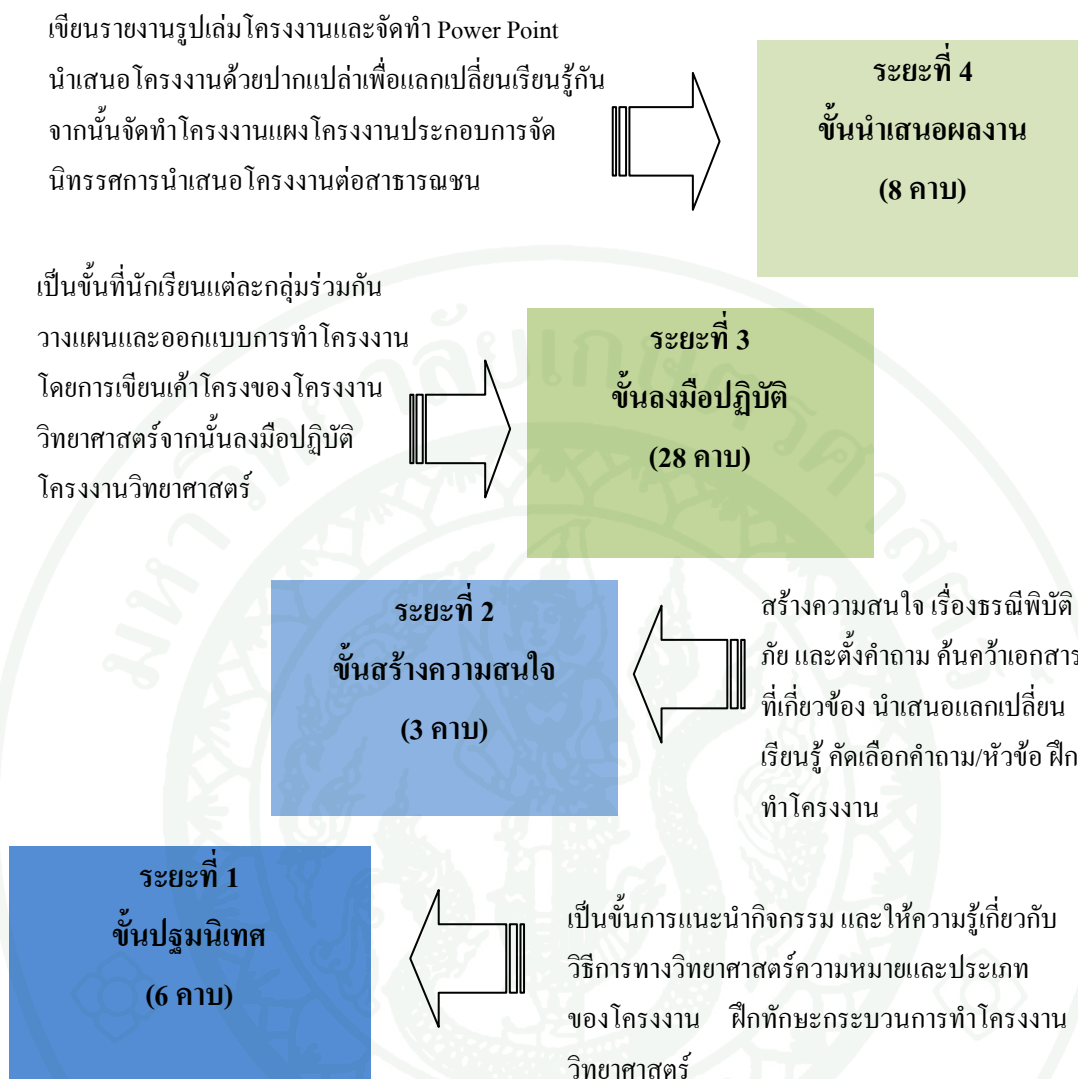 เขียนรายงานรูปเล่มโครงงานและจัดทำ Power Point
นำเสนอโครงงานด้วยปากแปล่าเพื่อแลกเปลี่ยนเรียนรู้กัน
จากนั้นจัดทำโครงงานแผงโครงงานประกอบการจัด
นิทรรศการนำเสนอโครงงานต่อสาธารณชน
ระยะที่ 4
ขั้นนำเสนอผลงาน
(8 คาบ)
เป็นขั้นที่นักเรียนแต่ละกลุ่มร่วมกัน
วางแผนและออกแบบการทำโครงงาน
โดยการเขียนเค้าโครงของโครงงาน
วิทยาศาสตร์จากนั้นลงมือปฏิบัติ
โครงงานวิทยาศาสตร์
ระยะที่ 3
ขั้นลงมือปฏิบัติ
(28 คาบ)
ระยะที่ 2
ขั้นสร้างความสนใจ
(3 คาบ)
สร้างความสนใจ เรื่องธรณีพิบัติ
ภัย และตั้งคำถาม ค้นคว้าเอกสาร
ที่เกี่ยวข้อง นำเสนอแลกเปลี่ยน
เรียนรู้ คัดเลือกคำถาม/หัวข้อ ฝึก
ทำโครงงาน
ระยะที่ 1
ขั้นปฐมนิเทศ
(6 คาบ)
เป็นขั้นการแนะนำกิจกรรม และให้ความรู้เกี่ยวกับ
วิธีการทางวิทยาศาสตร์ความหมายและประเภท
ของโครงงาน ฝึกทักษะกระบวนการทำโครงงาน
วิทยาศาสตร์
มหาวิทยาลัยเกษตรศาสตร์